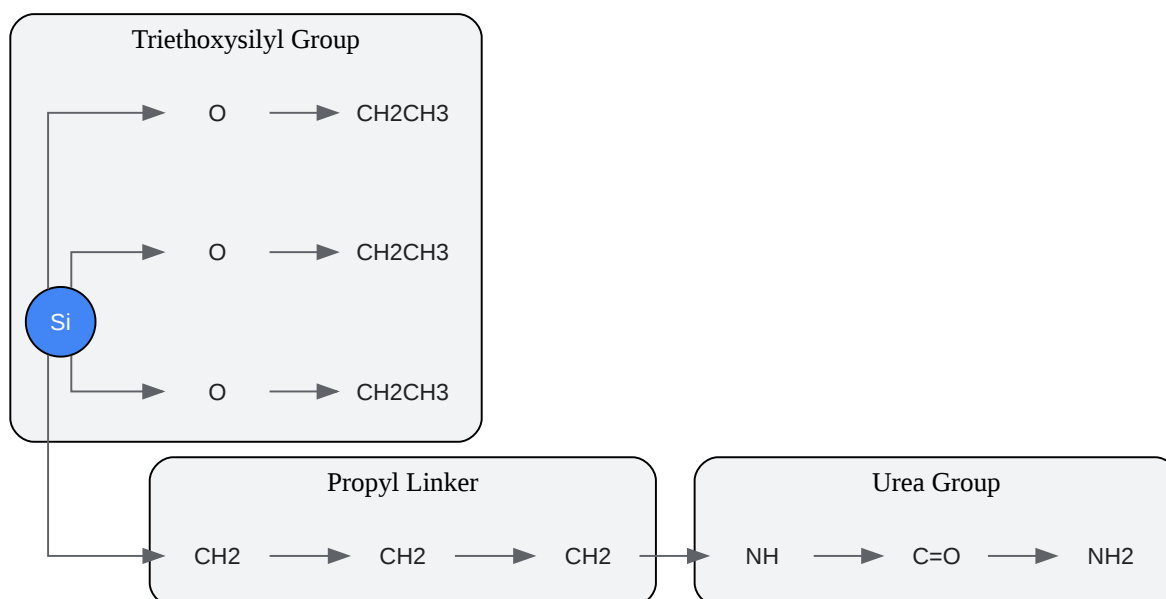 Triethoxysilyl Group
O CH2CH3
O CH2CH3
Si
O CH2CH3
Propyl Linker
CH2 CH2 CH2
Urea Group
NH C=O NH2